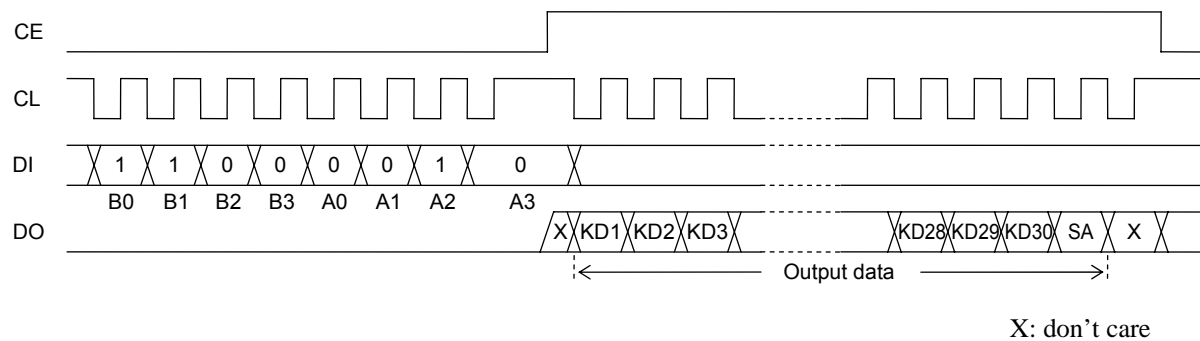 CE
CL
DI 1 1 0 0 0 0 1 0
B0 B1 B2 B3 A0 A1 A2 A3
DO X KD1 KD2 KD3 KD28 KD29 KD30 SA X
Output data
X: don't care